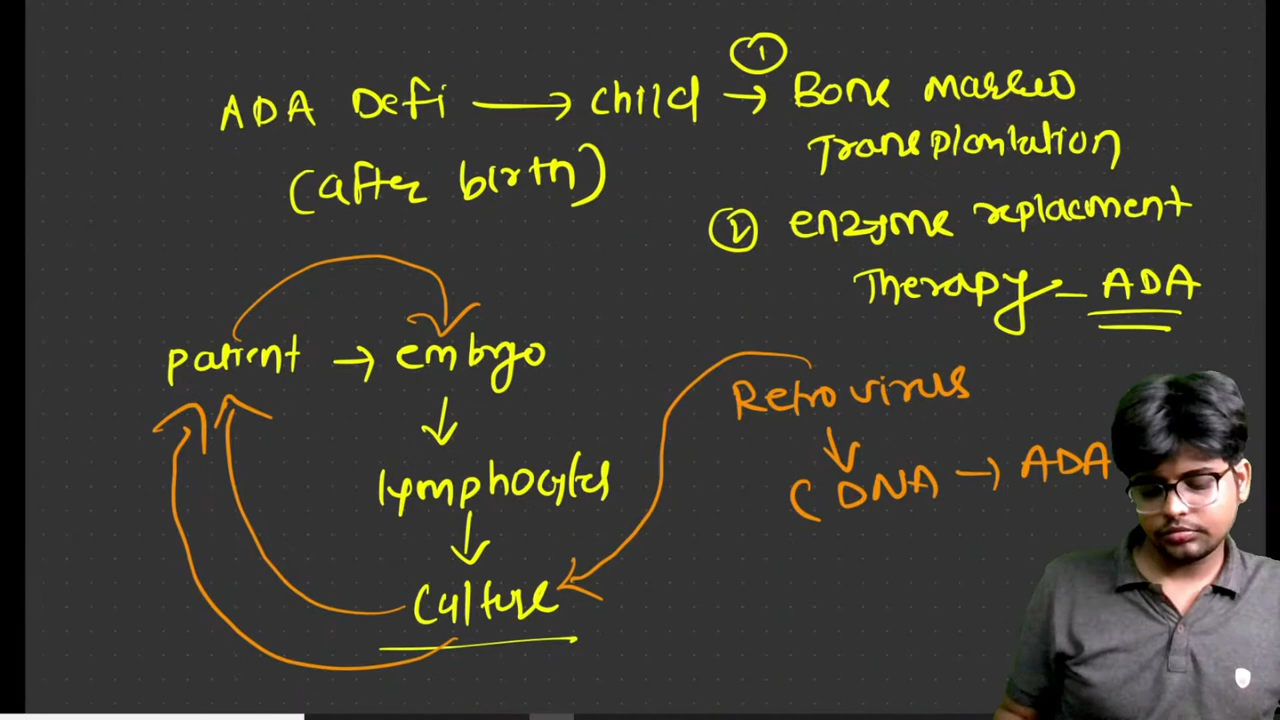 ADA Defi → child → ① Bone marreo
Transplantation
(after birth)
② enzyme replacment
Therapy - ADA
patient → embryo
Retrovirus
lymphocytes
CDNA → ADA
Culture